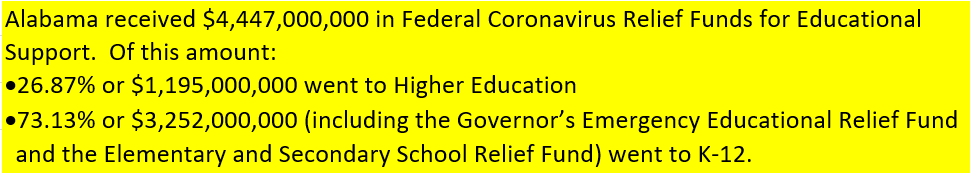 Alabama received $4,447,000,000 in Federal Coronavirus Relief Funds for Educational
Support.  Of this amount:
•26.87% or $1,195,000,000 went to Higher Education
•73.13% or $3,252,000,000 (including the Governor’s Emergency Educational Relief Fund
and the Elementary and Secondary School Relief Fund) went to K-12.